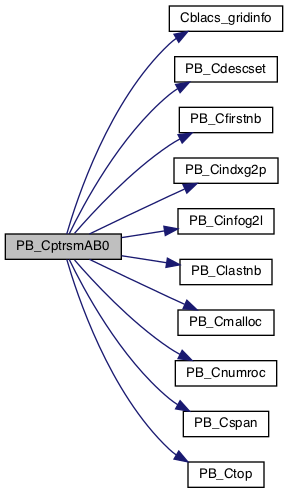 Cblacs_gridinfo
PB_Cdescset
PB_Cfirstnb
PB_Cindxg2p
PB_CptrsmAB0
PB_Cinfog2l
PB_Clastnb
PB_Cmalloc
PB_Cnumroc
PB_Cspan
PB_Ctop